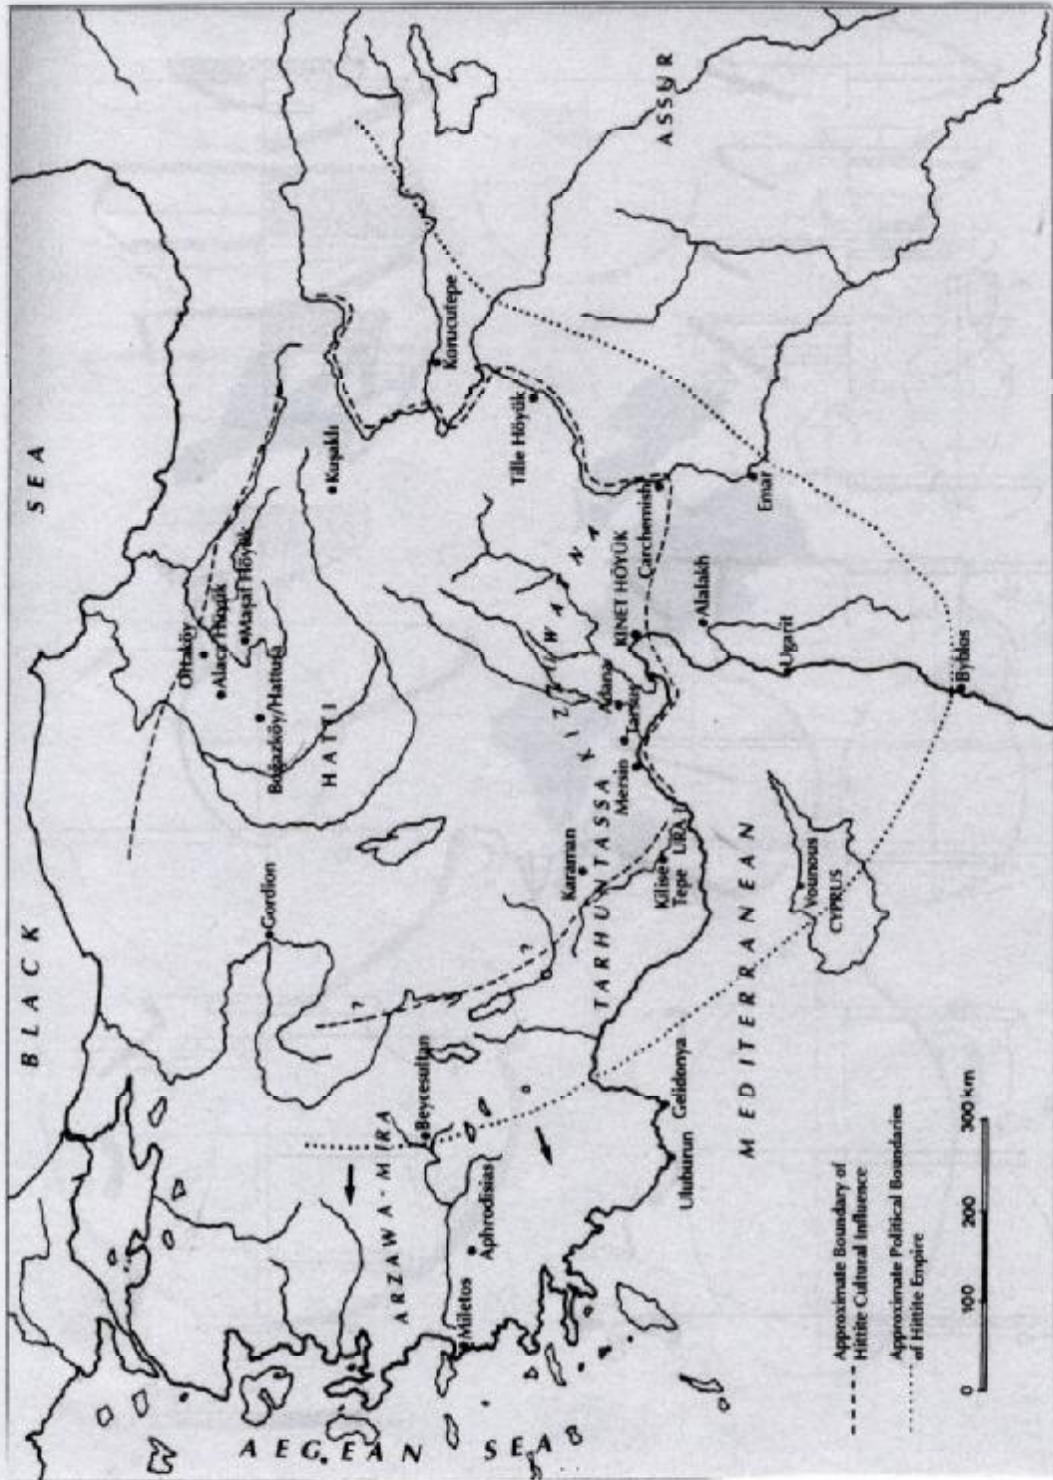 BLACK SEA
AEGEAN SEA
MEDITERRANEAN
ASSUR
HATTI
KIZZUWATNA
TARHUNTASSA
ARZAWA-MIRA
Gordion
Ortaköy
Alaca Höyük
Maşat Höyük
Boğazköy/Hattuşa
Kuşaklı
Korucutepe
Tille Höyük
Carchemish
Emar
KINET HÖYÜK
Alalakh
Adana
Tarsus
Mersin
Ugarit
Byblos
Karaman
Kilise
Tepe
URA?
Vounous
CYPRUS
?
?
Beycesultan
Aphrodisias
Miletos
Gelidonya
Uluburun
Approximate Boundary of
Hittite Cultural Influence
Approximate Political Boundaries
of Hittite Empire
0 100 200 300 km